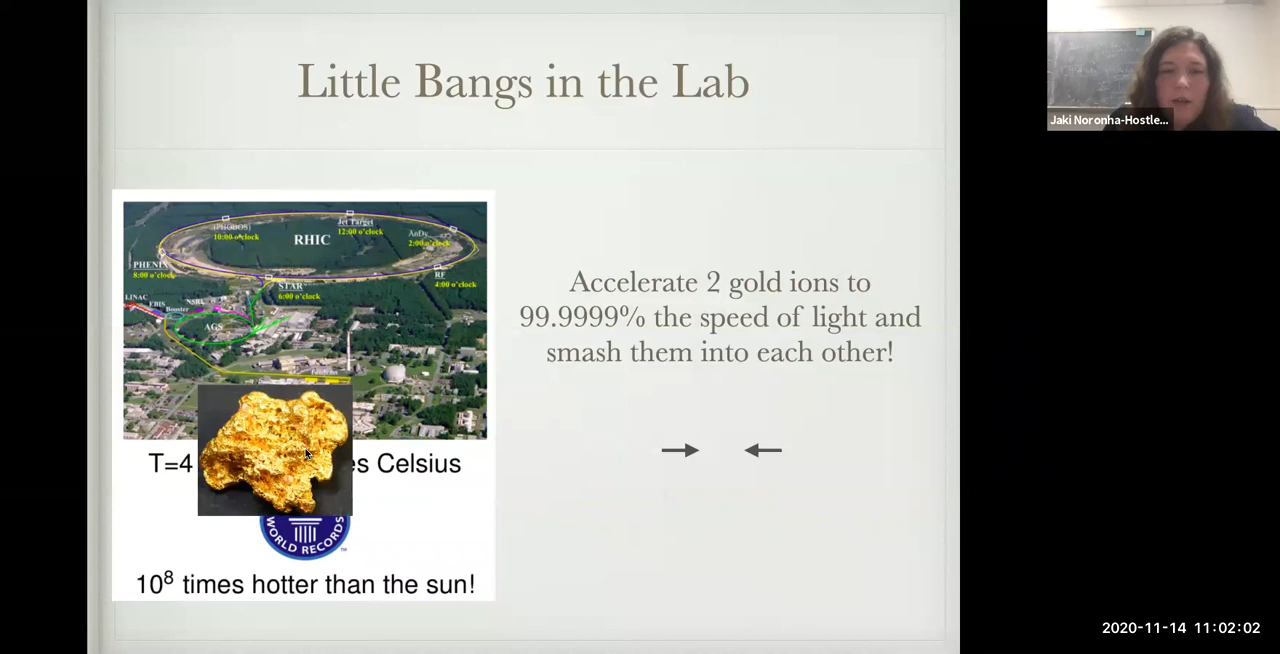 Little Bangs in the Lab
Jaki Noronha-Hostle...
(PHOBOS)
10:00 o'clock
Jet Target
12:00 o'clock
RHIC
AnDy
2:00 o'clock
PHENIX
8:00 o'clock
RF
4:00 o'clock
STAR
6:00 o'clock
LINAC
EBIS
Booster
NSRL
AGS
Accelerate 2 gold ions to
99.9999% the speed of light and
smash them into each other!
T=4 es Celsius
WORLD RECORDS
TM
10⁸ times hotter than the sun!
2020-11-14 11:02:02